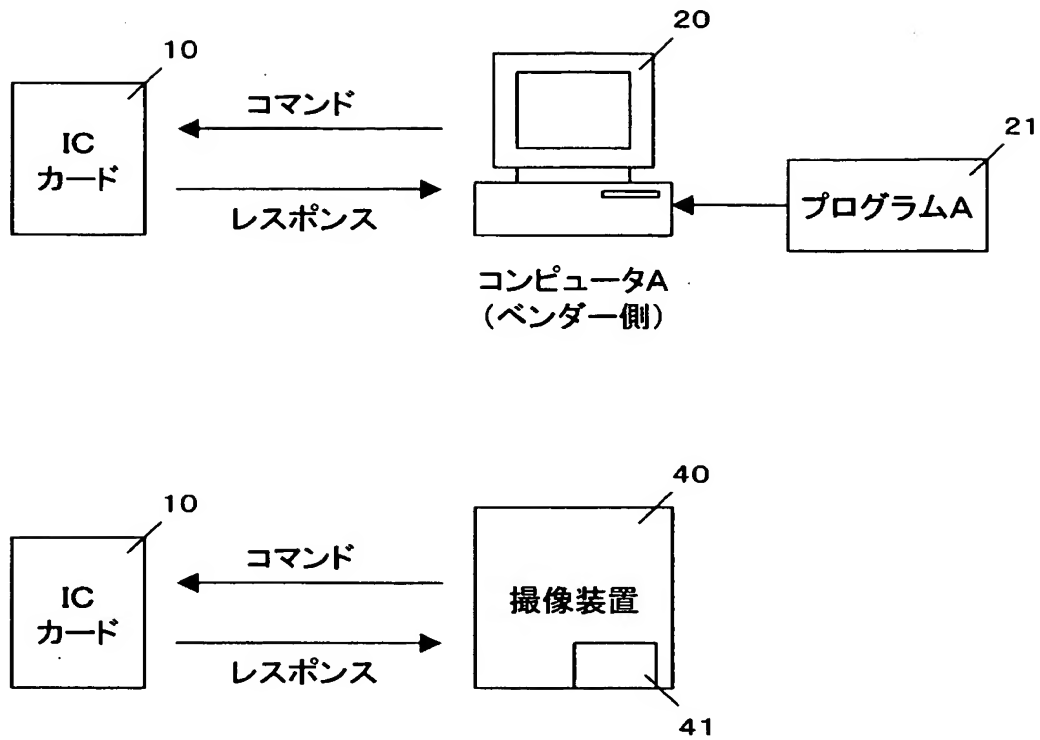 20
10
コマンド
IC
カード
レスポンス
21
プログラムA
コンピュータA
（ベンダー側）
40
10
コマンド
IC
カード
撮像装置
レスポンス
41